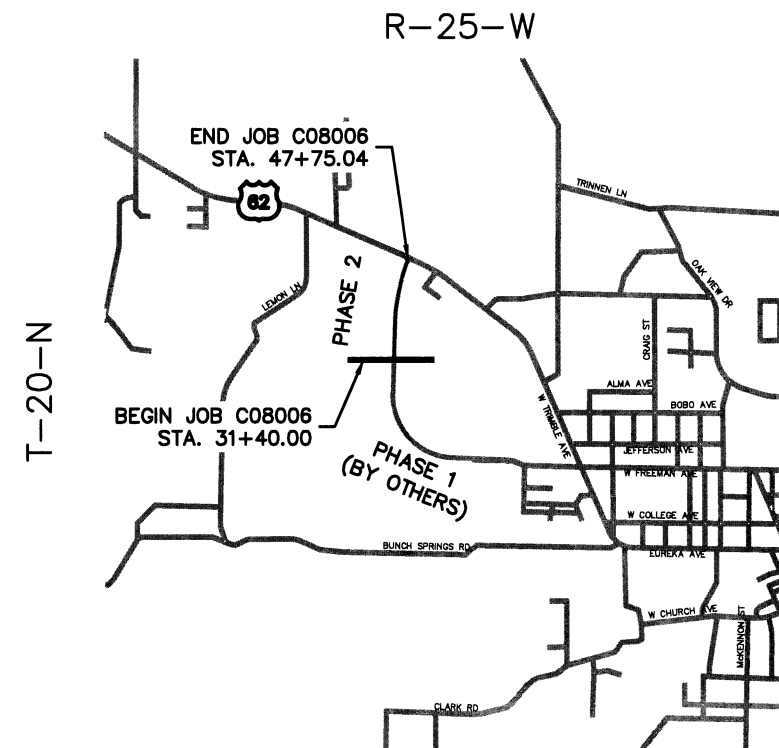 R-25-W
END JOB C08006
STA. 47+75.04
TRINNEN LN
62
OAK VIEW DR
PHASE 2
LEMON LN
T-20-N
CRAIG ST
ALMA AVE
BOBO AVE
W TRIMBLE AVE
BEGIN JOB C08006
STA. 31+40.00
JEFFERSON AVE
PHASE 1
(BY OTHERS)
W FREEMAN AVE
W COLLEGE AVE
BUNCH SPRINGS RD
EUREKA AVE
W CHURCH AVE
McKENNON ST
CLARK RD